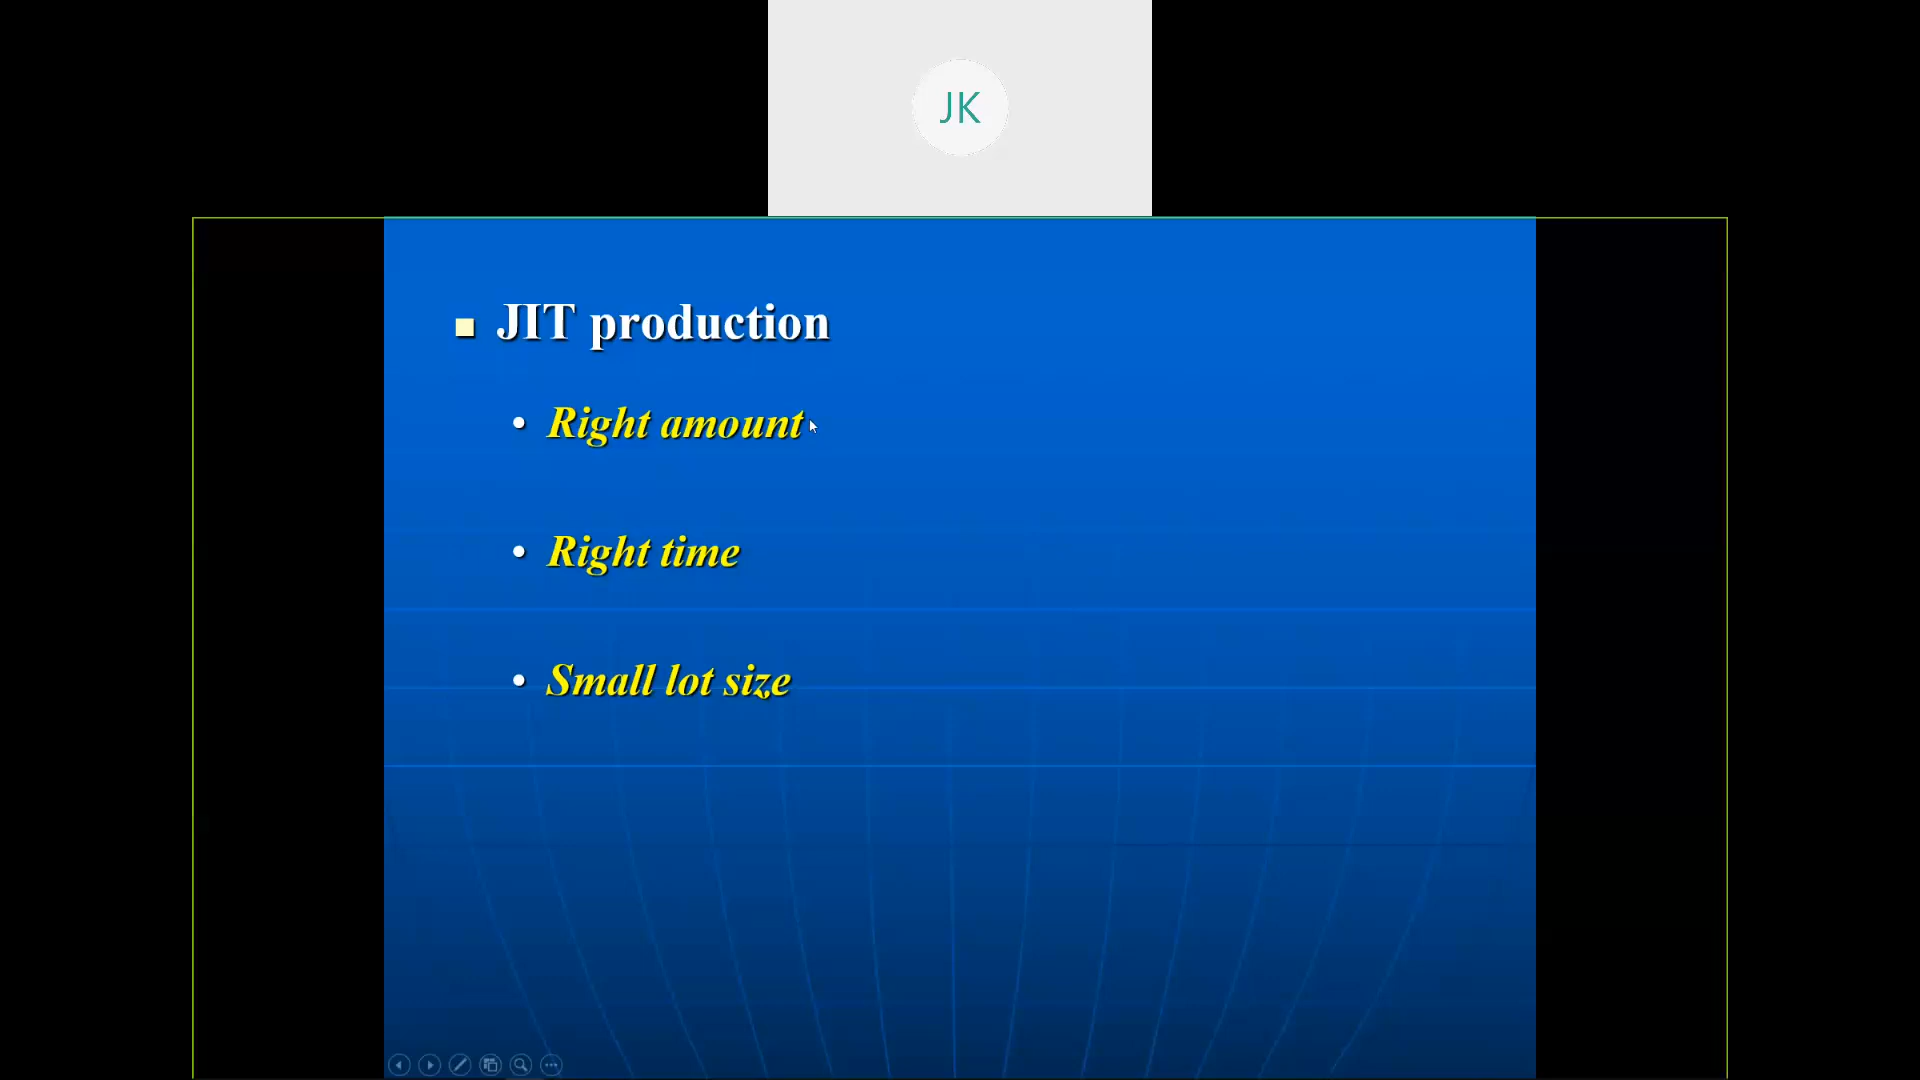 JK
JIT production
Right amount
Right time
Small lot size